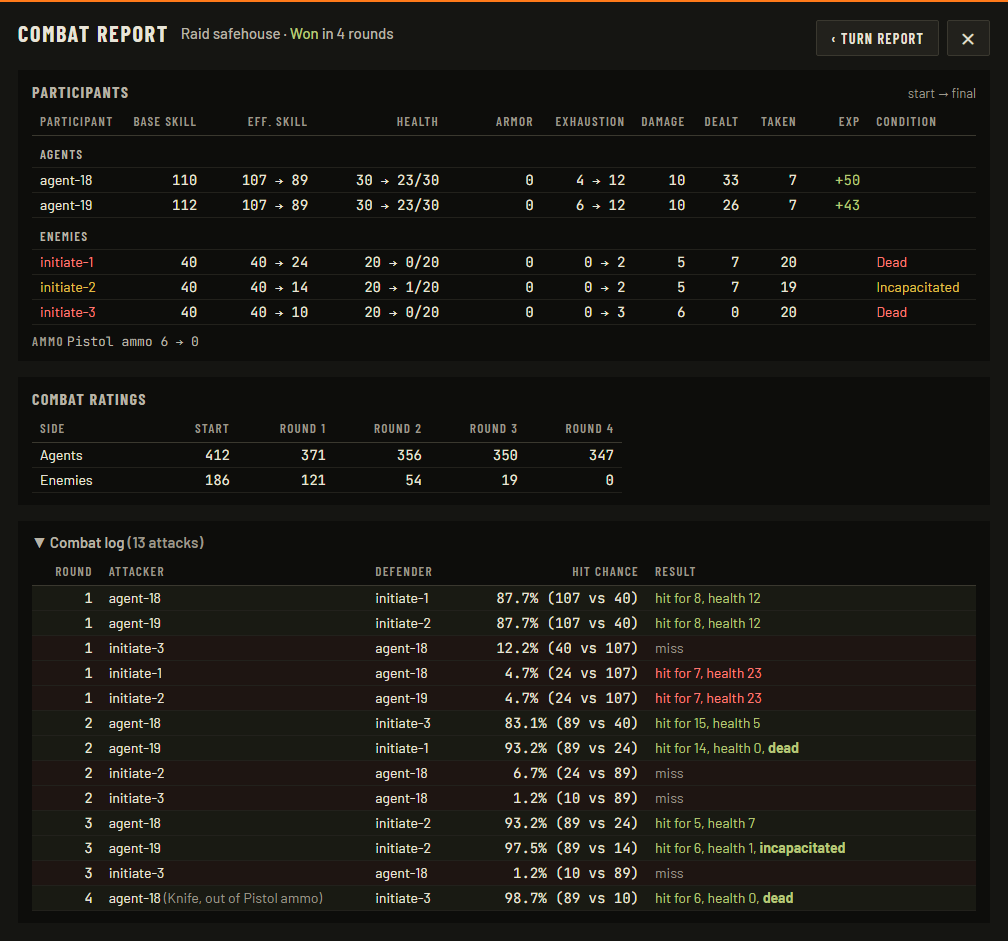 COMBAT REPORT Raid safehouse · Won in 4 rounds
‹ TURN REPORT ✕
PARTICIPANTS start → final
PARTICIPANT BASE SKILL EFF. SKILL HEALTH ARMOR EXHAUSTION DAMAGE DEALT TAKEN EXP CONDITION
AGENTS
agent-18 110 107 → 89 30 → 23/30 0 4 → 12 10 33 7 +50
agent-19 112 107 → 89 30 → 23/30 0 6 → 12 10 26 7 +43
ENEMIES
initiate-1 40 40 → 24 20 → 0/20 0 0 → 2 5 7 20 Dead
initiate-2 40 40 → 14 20 → 1/20 0 0 → 2 5 7 19 Incapacitated
initiate-3 40 40 → 10 20 → 0/20 0 0 → 3 6 0 20 Dead
AMMO Pistol ammo 6 → 0
COMBAT RATINGS
SIDE START ROUND 1 ROUND 2 ROUND 3 ROUND 4
Agents 412 371 356 350 347
Enemies 186 121 54 19 0
▼ Combat log (13 attacks)
ROUND ATTACKER DEFENDER HIT CHANCE RESULT
1 agent-18 initiate-1 87.7% (107 vs 40) hit for 8, health 12
1 agent-19 initiate-2 87.7% (107 vs 40) hit for 8, health 12
1 initiate-3 agent-18 12.2% (40 vs 107) miss
1 initiate-1 agent-18 4.7% (24 vs 107) hit for 7, health 23
1 initiate-2 agent-19 4.7% (24 vs 107) hit for 7, health 23
2 agent-18 initiate-3 83.1% (89 vs 40) hit for 15, health 5
2 agent-19 initiate-1 93.2% (89 vs 24) hit for 14, health 0, dead
2 initiate-2 agent-18 6.7% (24 vs 89) miss
2 initiate-3 agent-18 1.2% (10 vs 89) miss
3 agent-18 initiate-2 93.2% (89 vs 24) hit for 5, health 7
3 agent-19 initiate-2 97.5% (89 vs 14) hit for 6, health 1, incapacitated
3 initiate-3 agent-18 1.2% (10 vs 89) miss
4 agent-18 (Knife, out of Pistol ammo) initiate-3 98.7% (89 vs 10) hit for 6, health 0, dead